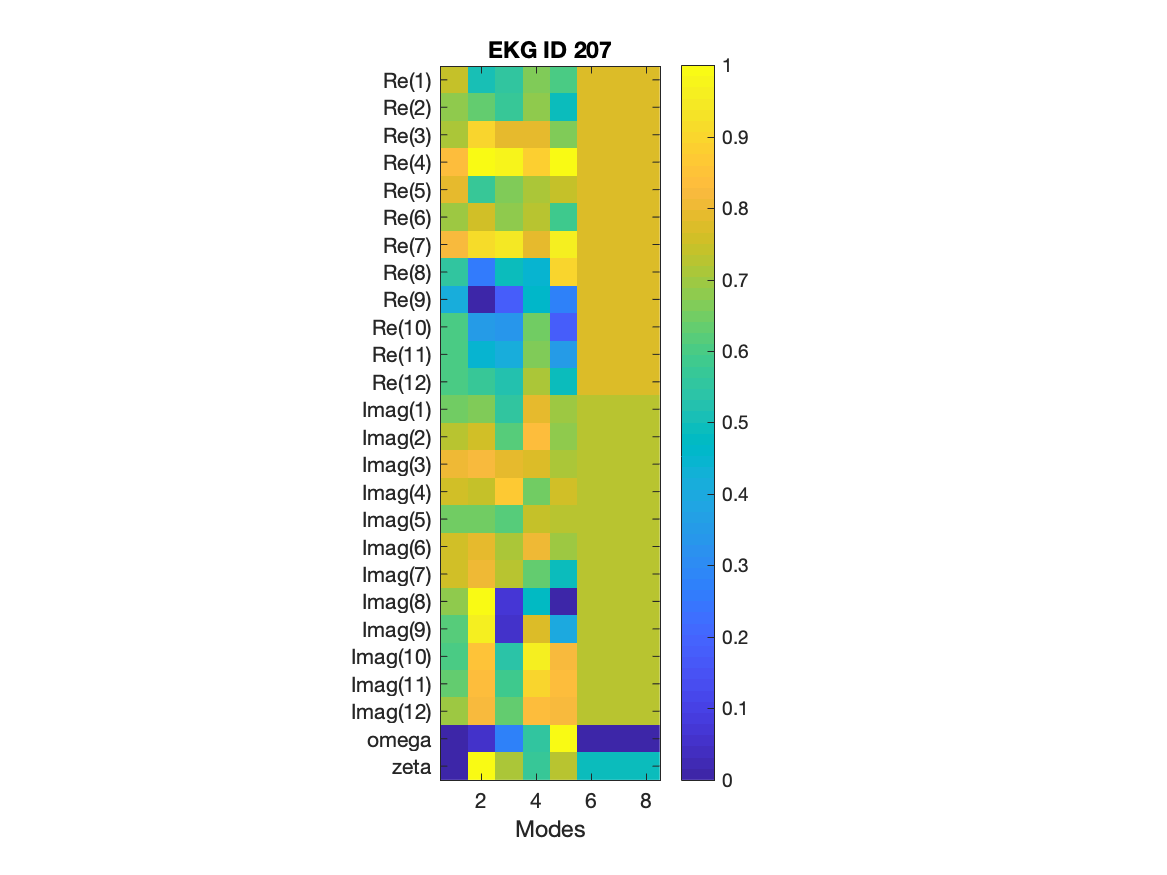 EKG ID 207
Re(1)
Re(2)
Re(3)
Re(4)
Re(5)
Re(6)
Re(7)
Re(8)
Re(9)
Re(10)
Re(11)
Re(12)
Imag(1)
Imag(2)
Imag(3)
Imag(4)
Imag(5)
Imag(6)
Imag(7)
Imag(8)
Imag(9)
Imag(10)
Imag(11)
Imag(12)
omega
zeta
2 4 6 8
Modes
1
0.9
0.8
0.7
0.6
0.5
0.4
0.3
0.2
0.1
0